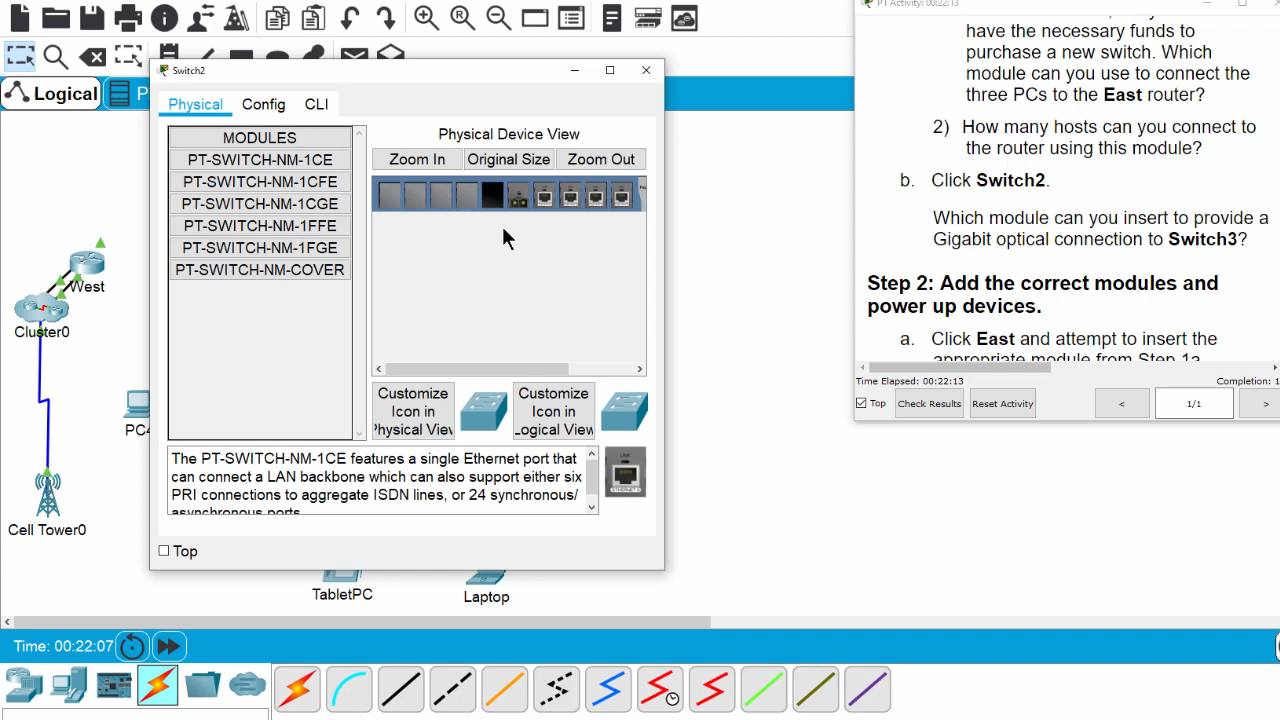 PT Activity: 00:22:13
Switch2
Logical
P
Physical
Config
CLI
MODULES
PT-SWITCH-NM-1CE
PT-SWITCH-NM-1CFE
PT-SWITCH-NM-1CGE
PT-SWITCH-NM-1FFE
PT-SWITCH-NM-1FGE
PT-SWITCH-NM-COVER
Physical Device View
Zoom In
Original Size
Zoom Out
Customize
Icon in
Physical View
Customize
Icon in
Logical View
The PT-SWITCH-NM-1CE features a single Ethernet port that
can connect a LAN backbone which can also support either six
PRI connections to aggregate ISDN lines, or 24 synchronous/
asynchronous ports.
Top
West
Cluster0
PC4
Cell Tower0
TabletPC
Laptop
have the necessary funds to
purchase a new switch. Which
module can you use to connect the
three PCs to the East router?
2) How many hosts can you connect to
the router using this module?
b. Click Switch2.
Which module can you insert to provide a
Gigabit optical connection to Switch3?
Step 2: Add the correct modules and
power up devices.
a. Click East and attempt to insert the
appropriate module from Step 1a
Time Elapsed: 00:22:13
Completion: 1
Top
Check Results
Reset Activity
<
1/1
>
Time: 00:22:07